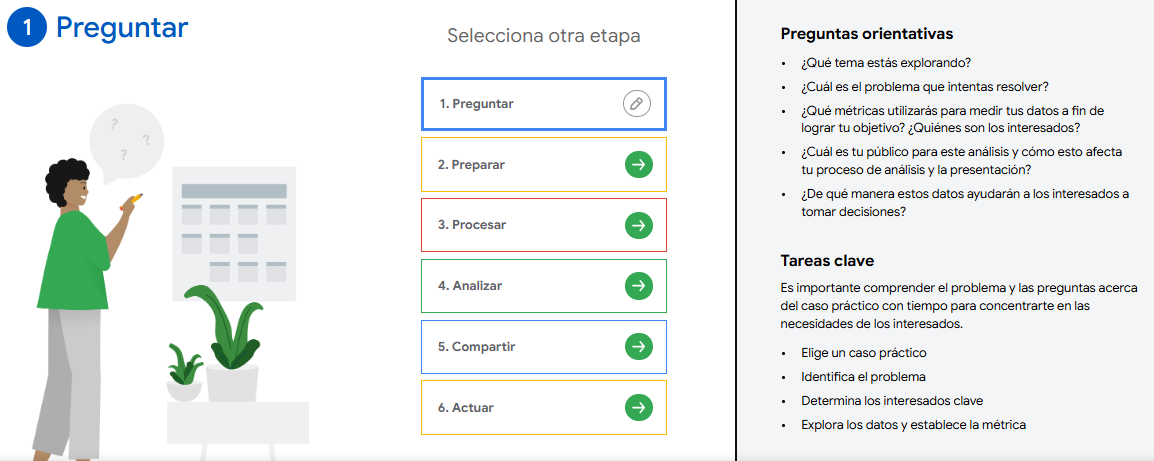 1 Preguntar
Selecciona otra etapa
1. Preguntar
2. Preparar
3. Procesar
4. Analizar
5. Compartir
6. Actuar
Preguntas orientativas
• ¿Qué tema estás explorando?
• ¿Cuál es el problema que intentas resolver?
• ¿Qué métricas utilizarás para medir tus datos a fin de
lograr tu objetivo? ¿Quiénes son los interesados?
• ¿Cuál es tu público para este análisis y cómo esto afecta
tu proceso de análisis y la presentación?
• ¿De qué manera estos datos ayudarán a los interesados a
tomar decisiones?
Tareas clave
Es importante comprender el problema y las preguntas acerca
del caso práctico con tiempo para concentrarte en las
necesidades de los interesados.
• Elige un caso práctico
• Identifica el problema
• Determina los interesados clave
• Explora los datos y establece la métrica
? ? ?